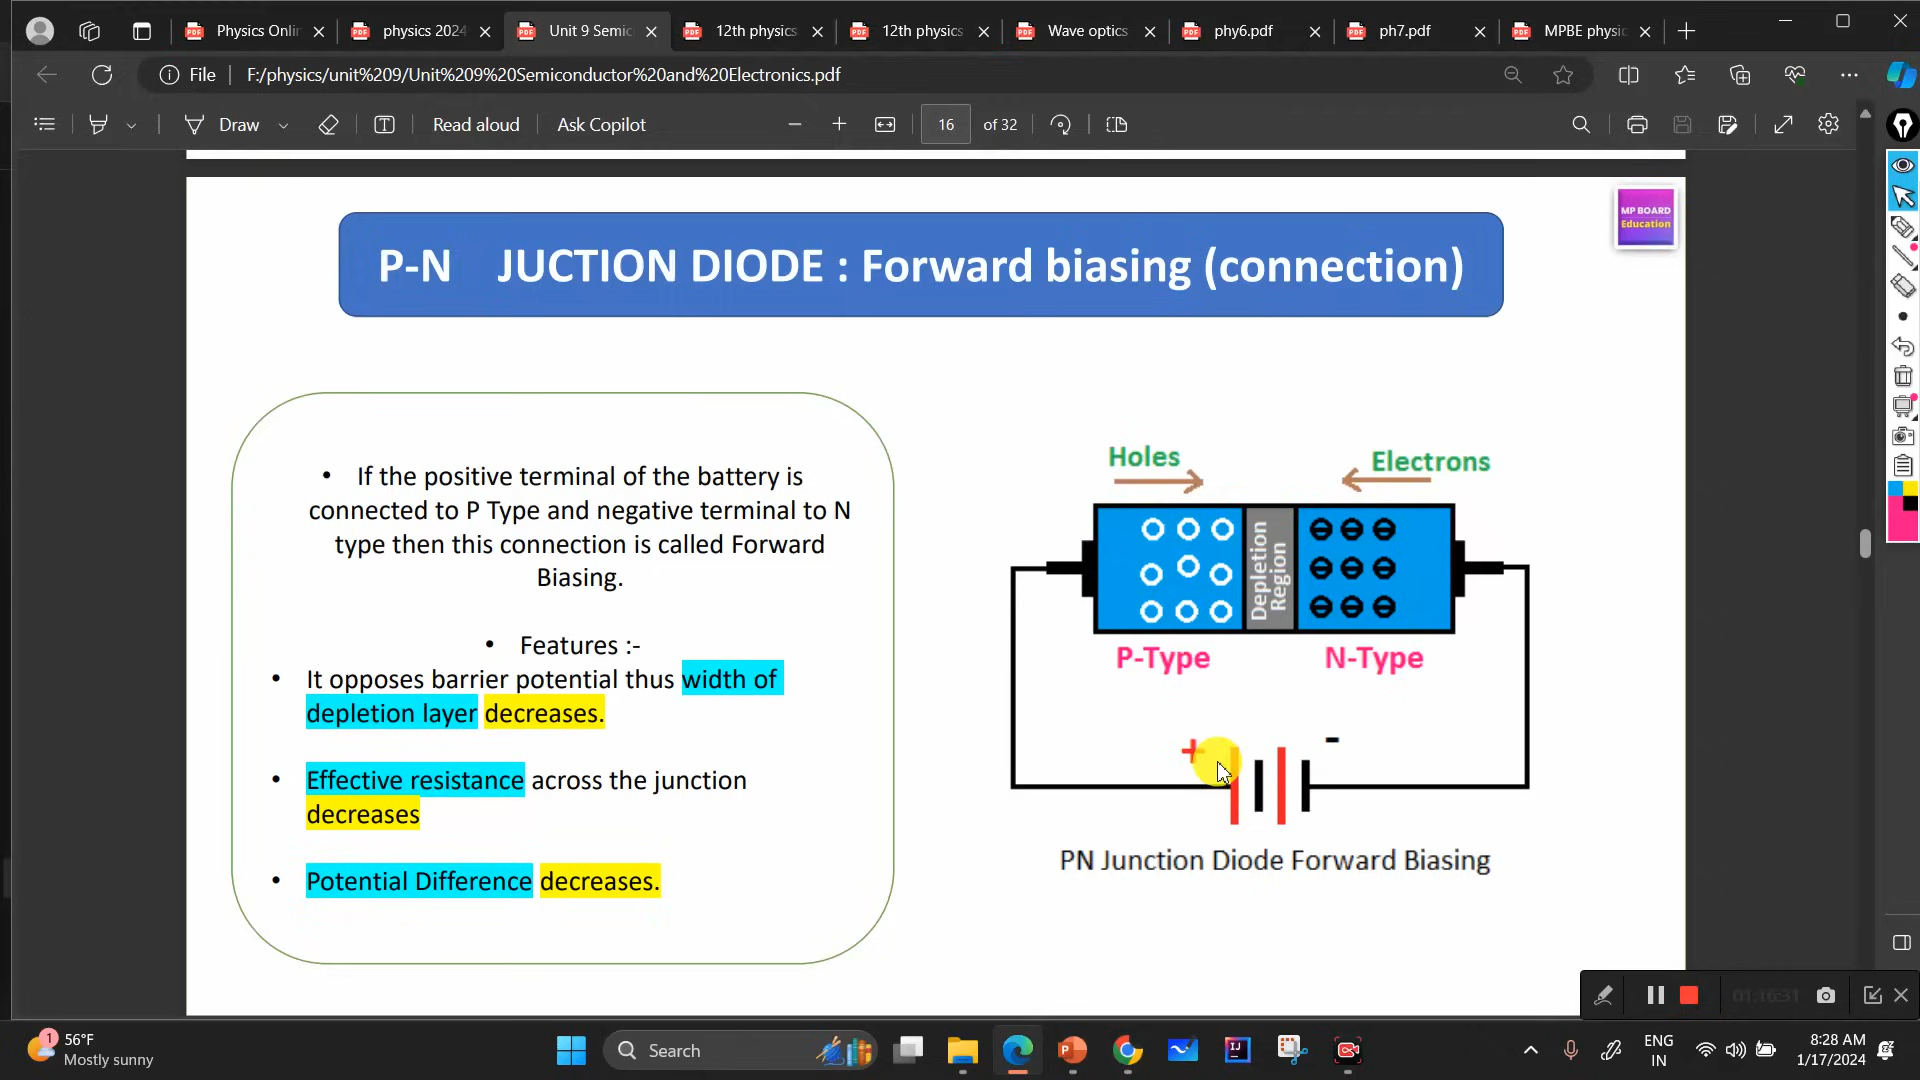 Physics Onlin
physics 2024
Unit 9 Semic
12th physics
12th physics
Wave optics
phy6.pdf
ph7.pdf
MPBE physic
File
F:/physics/unit%209/Unit%209%20Semiconductor%20and%20Electronics.pdf
Draw
Read aloud
Ask Copilot
16
of 32
MP BOARD
Education
P-N JUCTION DIODE : Forward biasing (connection)
• If the positive terminal of the battery is
connected to P Type and negative terminal to N
type then this connection is called Forward
Biasing.
• Features :-
• It opposes barrier potential thus width of
depletion layer decreases.
• Effective resistance across the junction
decreases
• Potential Difference decreases.
Holes
Electrons
Depletion
Region
P-Type
N-Type
+
-
PN Junction Diode Forward Biasing
01:16:31
1
56°F
Mostly sunny
Search
ENG
IN
8:28 AM
1/17/2024